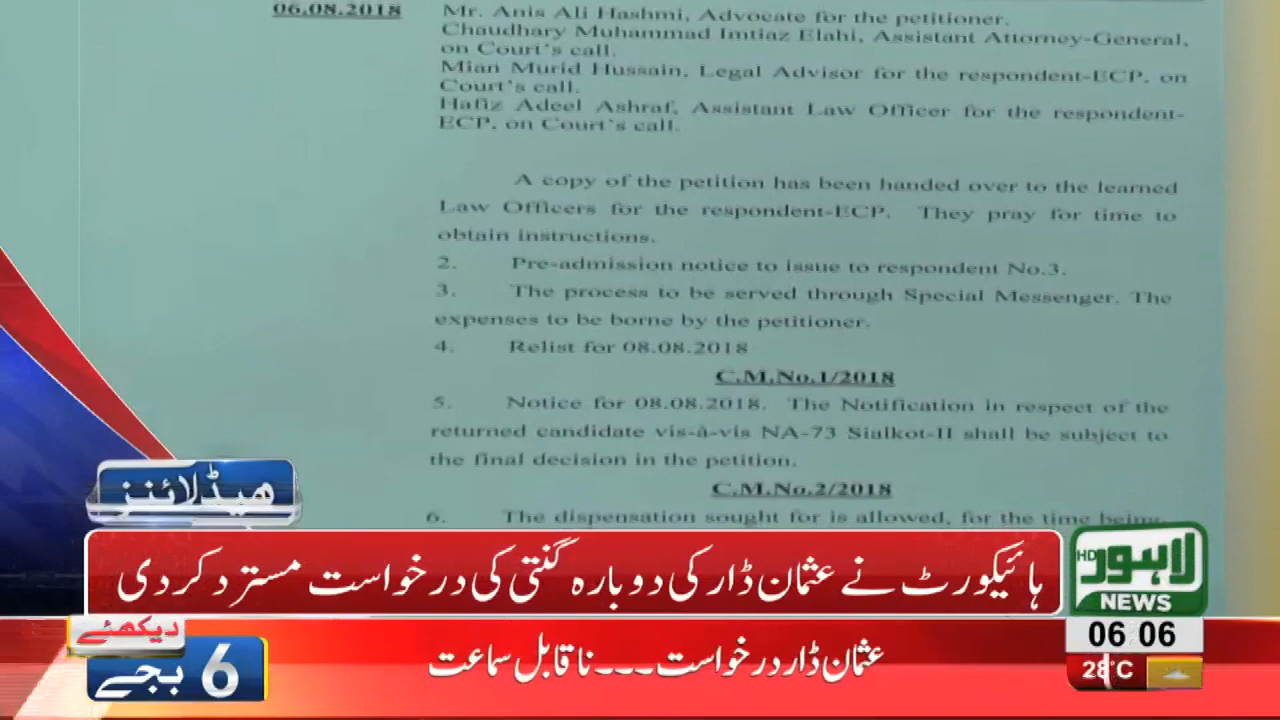 06.08.2018 Mr. Anis Ali Hashmi, Advocate for the petitioner.
Chaudhary Muhammad Imtiaz Elahi, Assistant Attorney-General,
on Court's call.
Mian Murid Hussain, Legal Advisor for the respondent-ECP, on
Court's call.
Hafiz Adeel Ashraf, Assistant Law Officer for the respondent-
ECP, on Court's call.
A copy of the petition has been handed over to the learned
Law Officers for the respondent-ECP. They pray for time to
obtain instructions.
2. Pre-admission notice to issue to respondent No.3.
3. The process to be served through Special Messenger. The
expenses to be borne by the petitioner.
4. Relist for 08.08.2018
C.M.No.1/2018
5. Notice for 08.08.2018. The Notification in respect of the
returned candidate vis-â-vis NA-73 Sialkot-II shall be subject to
the final decision in the petition.
C.M.No.2/2018
6. The dispensation sought for is allowed, for the time being
ہیڈلائنز
ہائیکورٹ نے عثمان ڈار کی دوبارہ گنتی کی درخواست مسترد کردی
لاہور HD
NEWS
06 06
28°C
دیکھئے
6 بجے
عثمان ڈار درخواست۔۔۔ناقابل سماعت